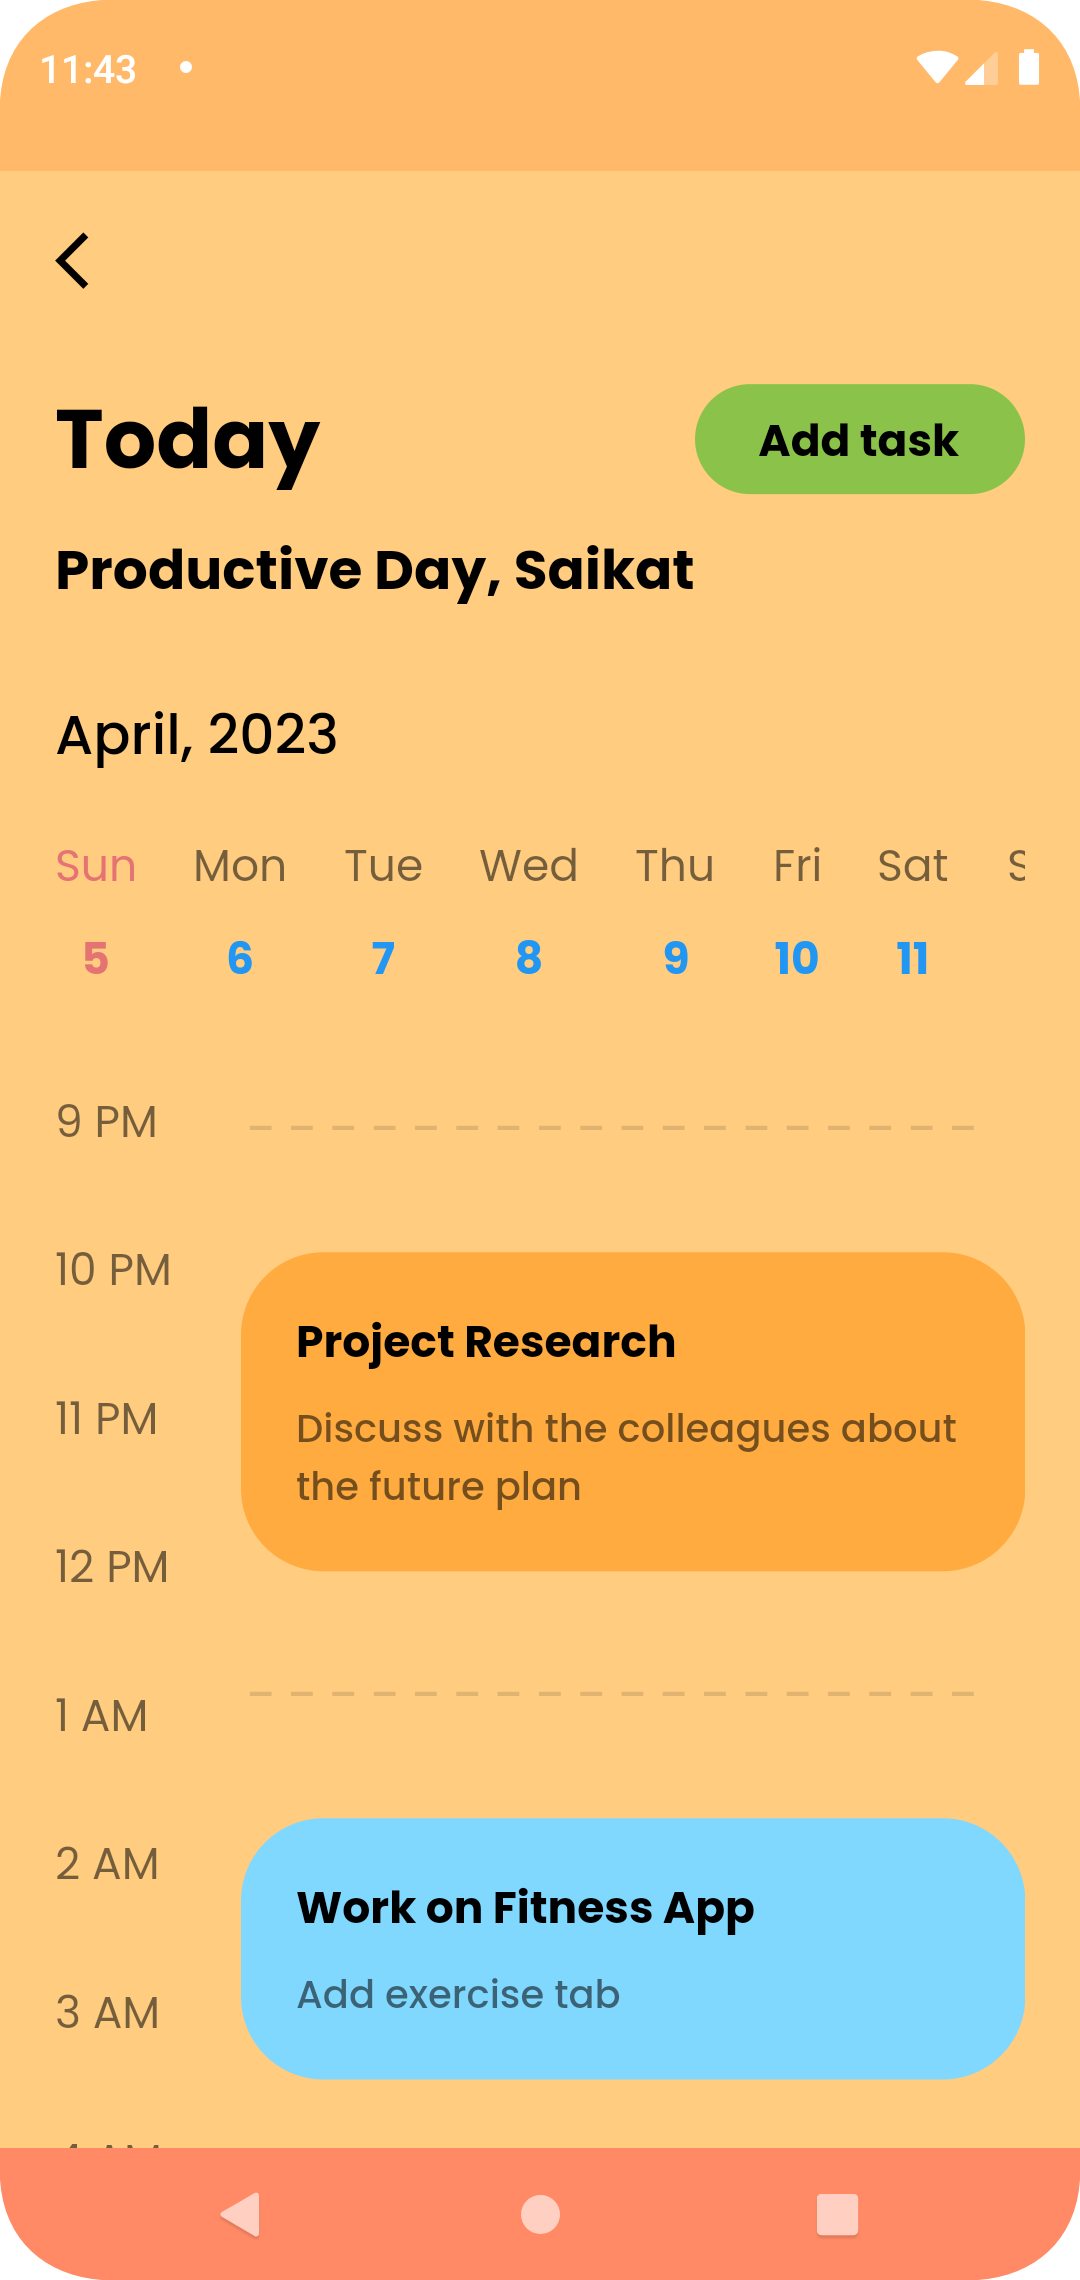 11:43
Today
Add task
Productive Day, Saikat
April, 2023
Sun Mon Tue Wed Thu Fri Sat
5 6 7 8 9 10 11
9 PM
10 PM
Project Research
11 PM
Discuss with the colleagues about
the future plan
12 PM
1 AM
2 AM
Work on Fitness App
Add exercise tab
3 AM